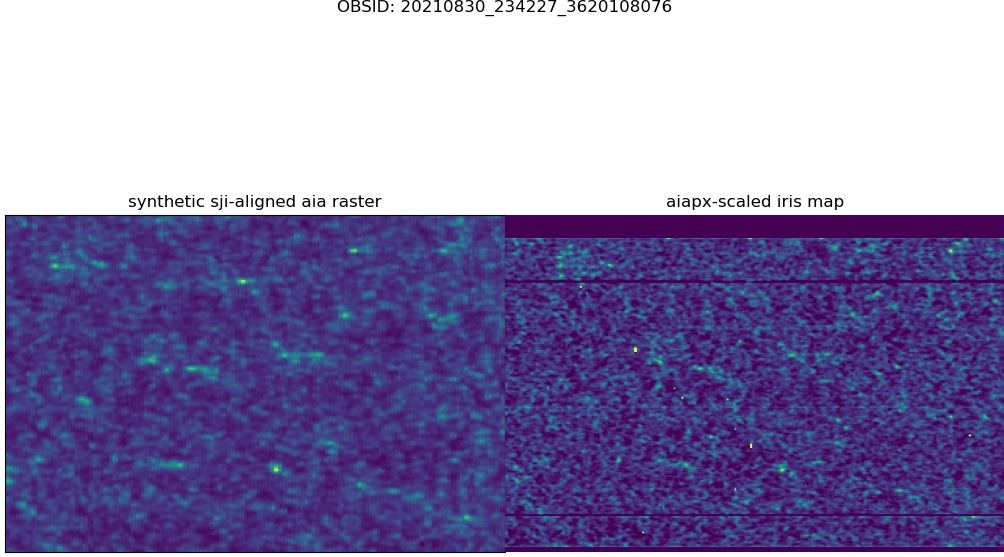 OBSID: 20210830_234227_3620108076
synthetic sji-aligned aia raster
aiapx-scaled iris map